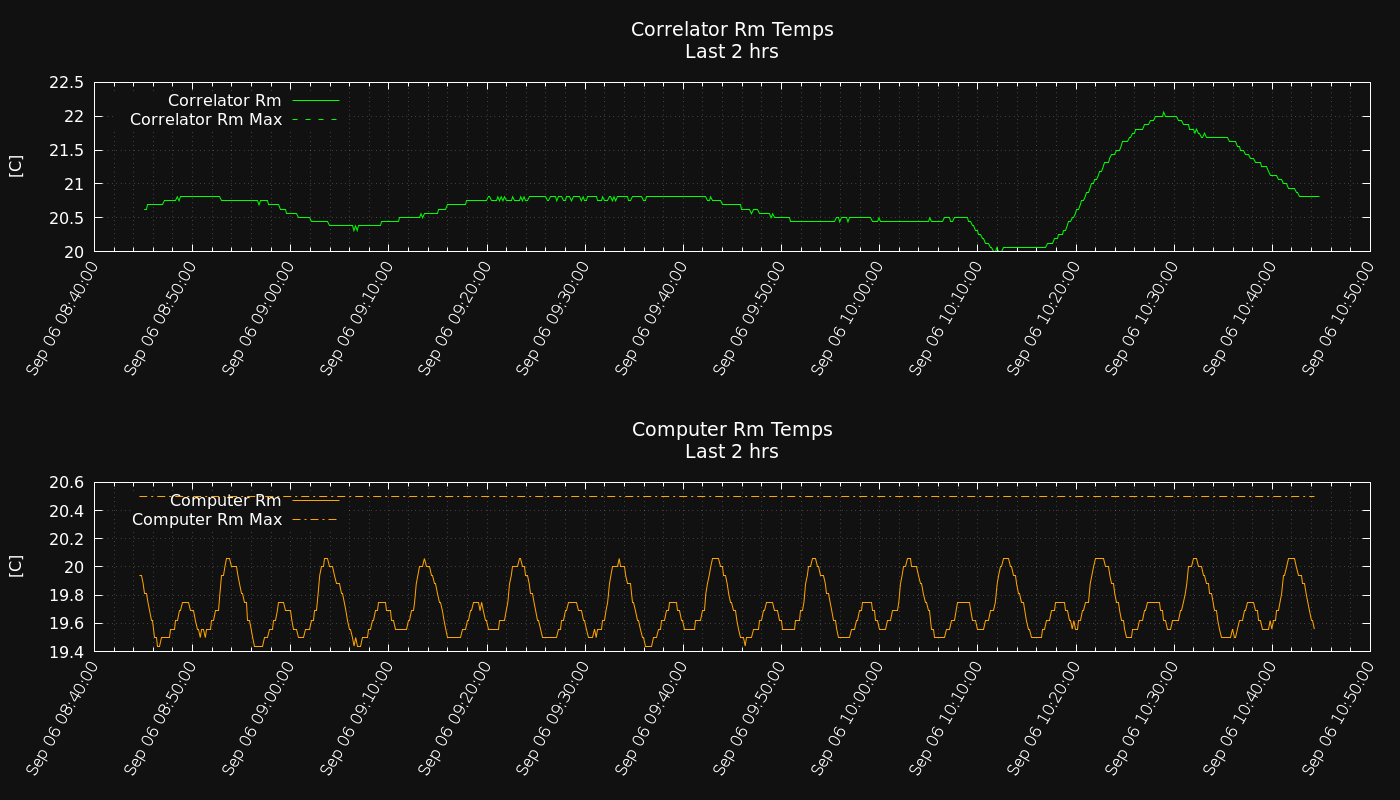 Correlator Rm Temps
Last 2 hrs
22.5
22
21.5
21
20.5
20
[C]
Correlator Rm
Correlator Rm Max
Sep 06 08:40:00
Sep 06 08:50:00
Sep 06 09:00:00
Sep 06 09:10:00
Sep 06 09:20:00
Sep 06 09:30:00
Sep 06 09:40:00
Sep 06 09:50:00
Sep 06 10:00:00
Sep 06 10:10:00
Sep 06 10:20:00
Sep 06 10:30:00
Sep 06 10:40:00
Sep 06 10:50:00
Computer Rm Temps
Last 2 hrs
20.6
20.4
20.2
20
19.8
19.6
19.4
[C]
Computer Rm
Computer Rm Max
Sep 06 08:40:00
Sep 06 08:50:00
Sep 06 09:00:00
Sep 06 09:10:00
Sep 06 09:20:00
Sep 06 09:30:00
Sep 06 09:40:00
Sep 06 09:50:00
Sep 06 10:00:00
Sep 06 10:10:00
Sep 06 10:20:00
Sep 06 10:30:00
Sep 06 10:40:00
Sep 06 10:50:00